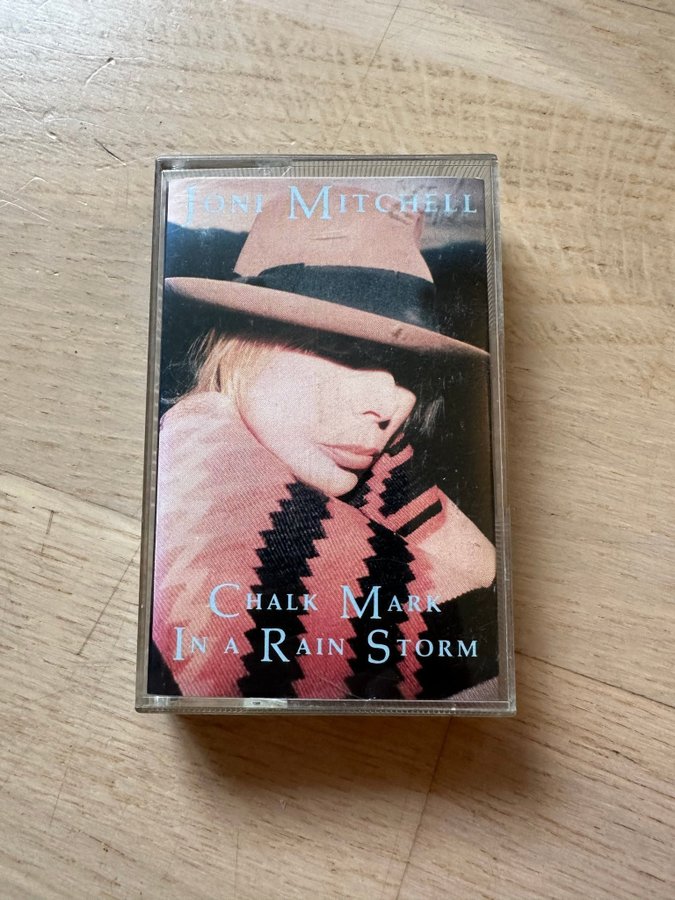 JONI MITCHELL
CHALK MARK
IN A RAIN STORM